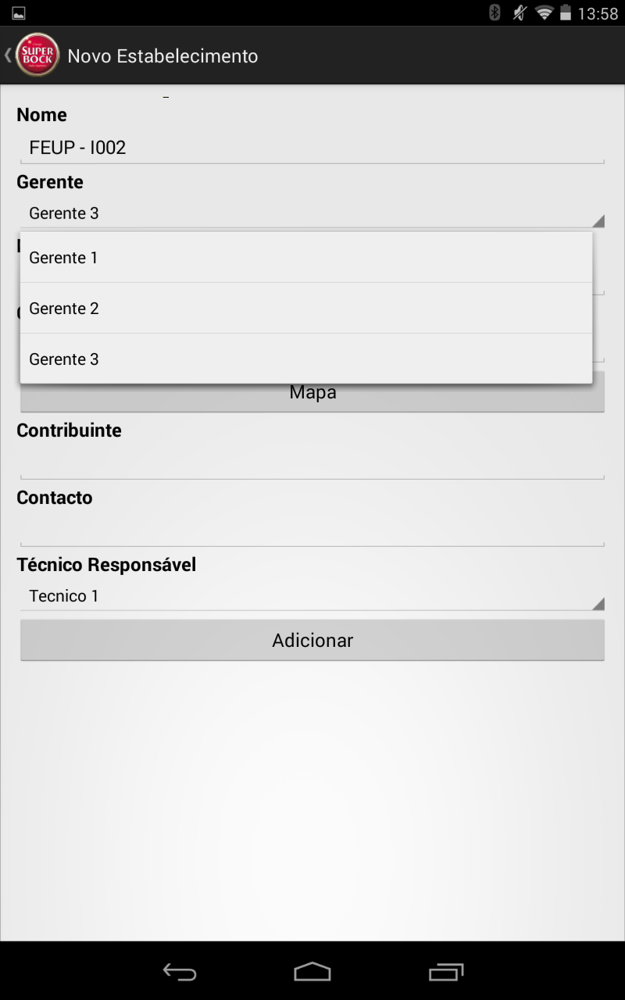 13:58
SUPER
BOCK
Novo Estabelecimento
Nome
FEUP - I002
Gerente
Gerente 3
Gerente 1
Gerente 2
Gerente 3
Mapa
Contribuinte
Contacto
Técnico Responsável
Tecnico 1
Adicionar